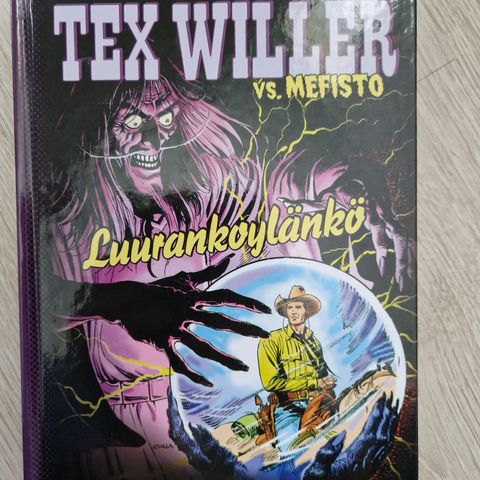 TEX WILLER
vs. MEFISTO
Luurankoylänkö